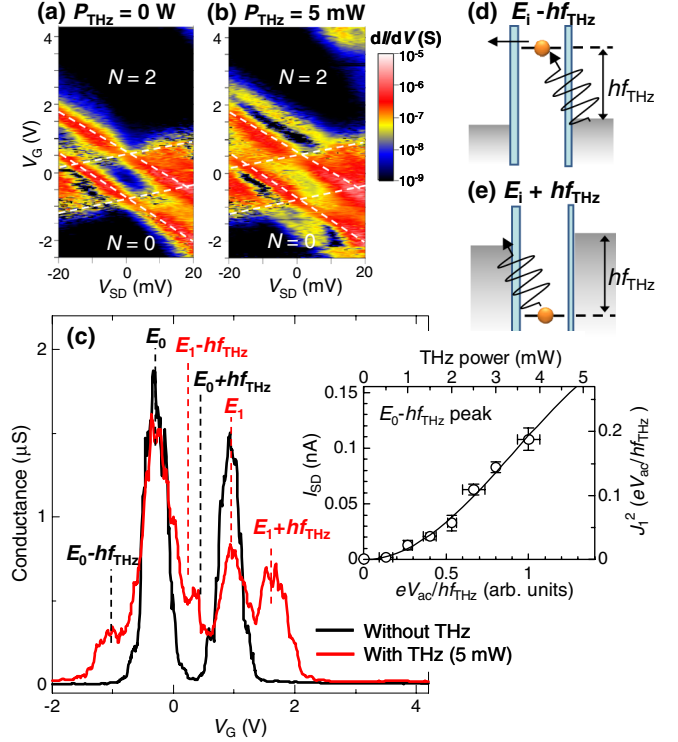 (a) P_THz = 0 W
(b) P_THz = 5 mW
dI/dV (S)
10^-5
10^-6
10^-7
10^-8
10^-9
N = 2
N = 0
4
2
1
0
-1
-2
V_G (V)
-20 0 20
V_SD (mV)
N = 2
N = 0
-20 0 20
V_SD (mV)
(d) E_i - hf_THz
hf_THz
(e) E_i + hf_THz
hf_THz
(c)
E_0
E_1-hf_THz
E_0+hf_THz
E_1
E_1+hf_THz
E_0-hf_THz
2
1
0
Conductance (μS)
-2 0 2 4
V_G (V)
Without THz
With THz (5 mW)
THz power (mW)
0 1 2 3 4 5
E_0-hf_THz peak
0.15
0.1
0.05
0
I_SD (nA)
0.2
0.1
0
J_1^2 (eV_ac/hf_THz)
0 0.5 1
eV_ac/hf_THz (arb. units)